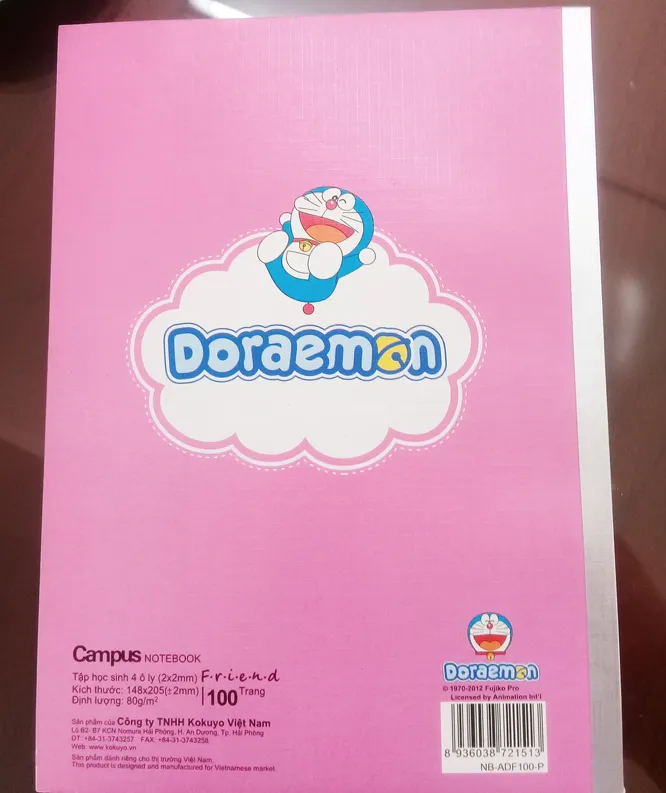 Doraemon
Campus NOTEBOOK
Tập học sinh 4 ô ly (2x2mm) F·r·i·e·n·d
Kích thước: 148x205(±2mm)
Định lượng: 80g/m²
100 Trang
Sản phẩm của Công ty TNHH Kokuyo Việt Nam
Lô B2- B7 KCN Nomura Hải Phòng, H. An Dương, Tp. Hải Phòng
ĐT: +84-31-3743257 FAX: +84-31-3743258
Web: www.kokuyo.vn
Sản phẩm dành riêng cho thị trường Việt Nam.
This product is designed and manufactured for Vietnamese market.
Doraemon
© 1970-2012 Fujiko Pro
Licensed by Animation Int'l
8 936038 721513
NB-ADF100-P